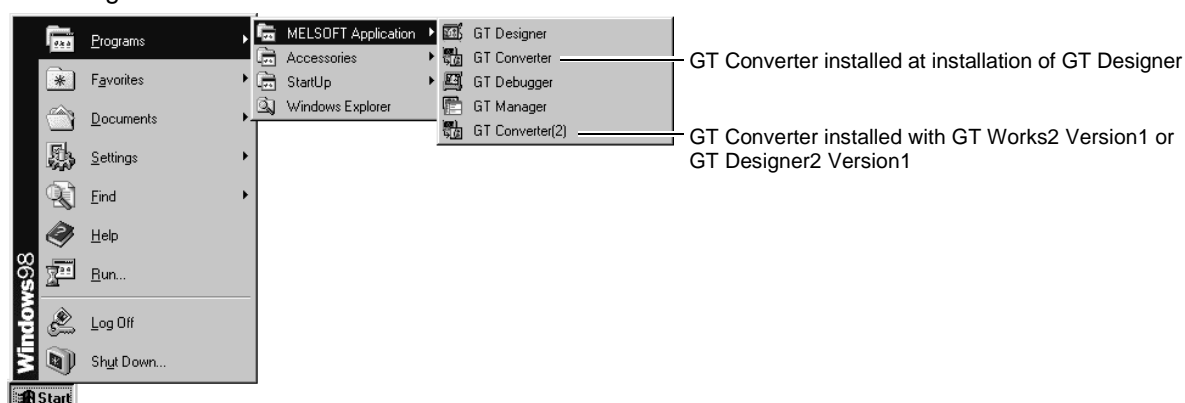 Programs
Favorites
Documents
Settings
Find
Help
Run...
Log Off
Shut Down...
Windows98
Start
MELSOFT Application
Accessories
StartUp
Windows Explorer
GT Designer
GT Converter
GT Debugger
GT Manager
GT Converter(2)
GT Converter installed at installation of GT Designer
GT Converter installed with GT Works2 Version1 or
GT Designer2 Version1